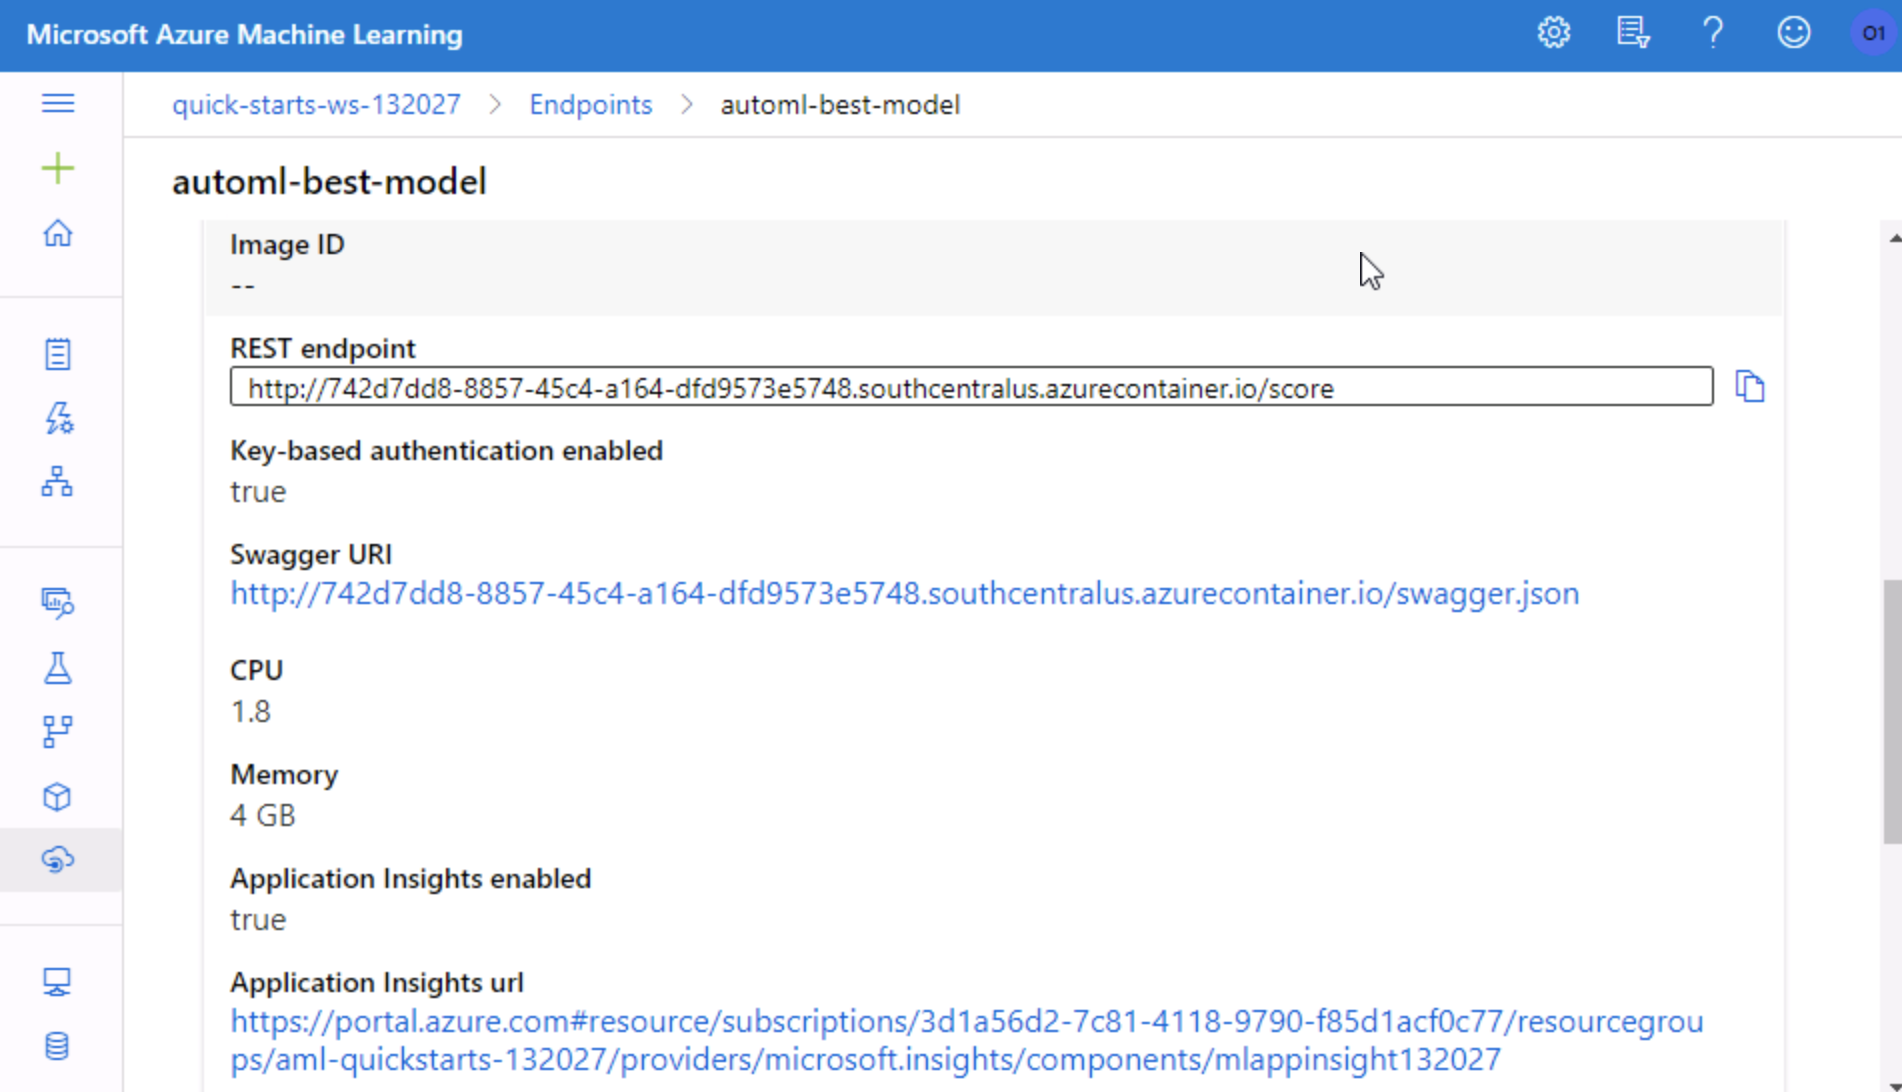 Microsoft Azure Machine Learning
?
O1
quick-starts-ws-132027 > Endpoints > automl-best-model
automl-best-model
Image ID
--
REST endpoint
http://742d7dd8-8857-45c4-a164-dfd9573e5748.southcentralus.azurecontainer.io/score
Key-based authentication enabled
true
Swagger URI
http://742d7dd8-8857-45c4-a164-dfd9573e5748.southcentralus.azurecontainer.io/swagger.json
CPU
1.8
Memory
4 GB
Application Insights enabled
true
Application Insights url
https://portal.azure.com#resource/subscriptions/3d1a56d2-7c81-4118-9790-f85d1acf0c77/resourcegrou
ps/aml-quickstarts-132027/providers/microsoft.insights/components/mlappinsight132027